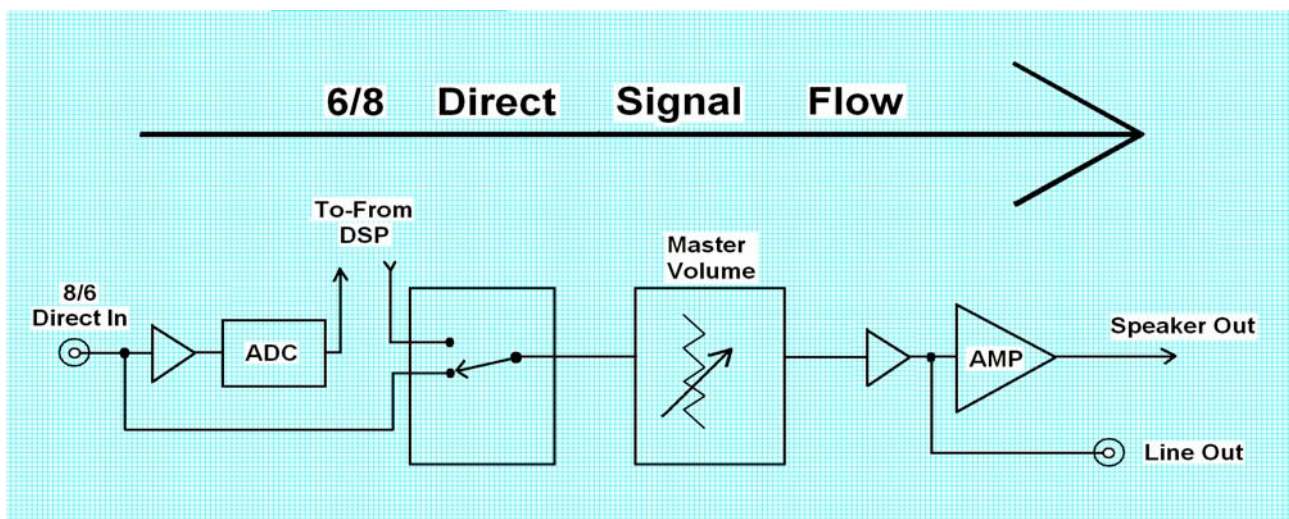 6/8 Direct Signal Flow
To-From
DSP
Master
Volume
8/6
Direct In
ADC
Speaker Out
AMP
Line Out